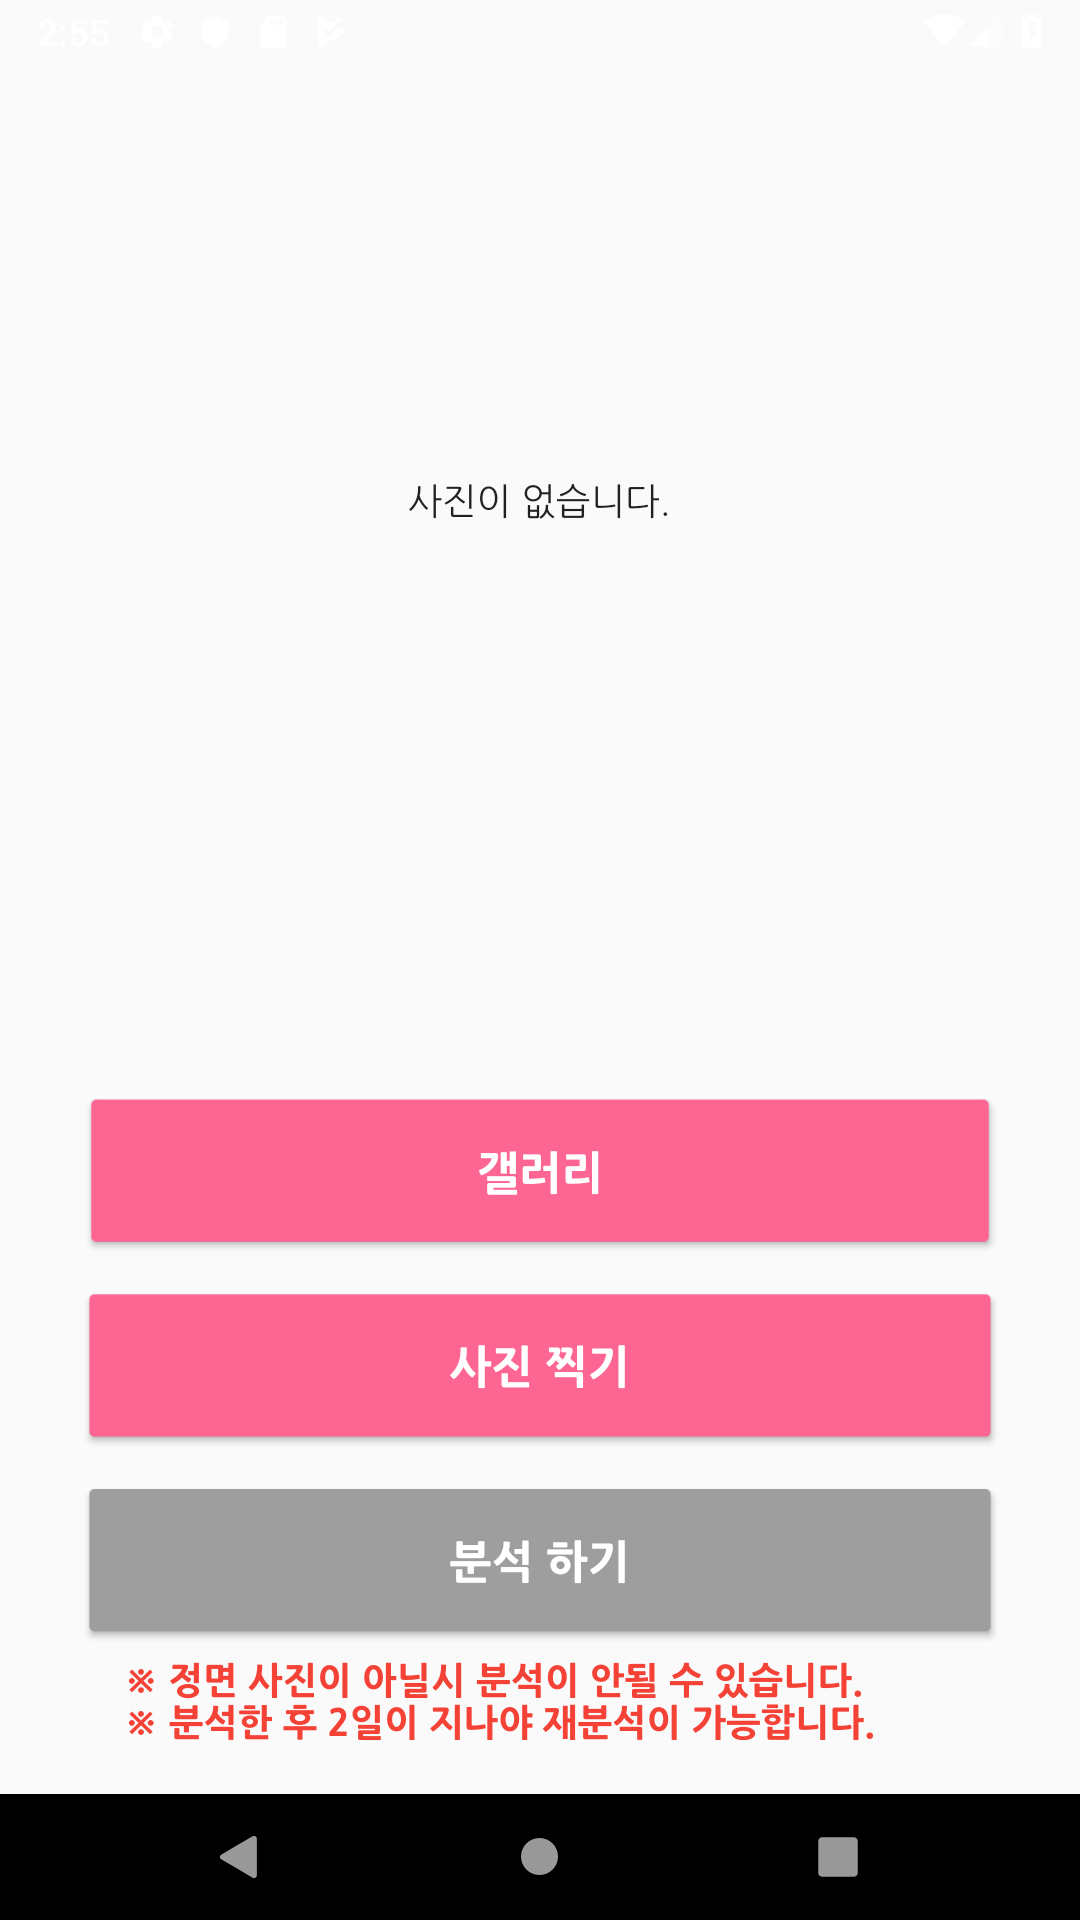 2:55
사진이 없습니다.
갤러리
사진 찍기
분석 하기
※ 정면 사진이 아닐시 분석이 안될 수 있습니다.
※ 분석한 후 2일이 지나야 재분석이 가능합니다.